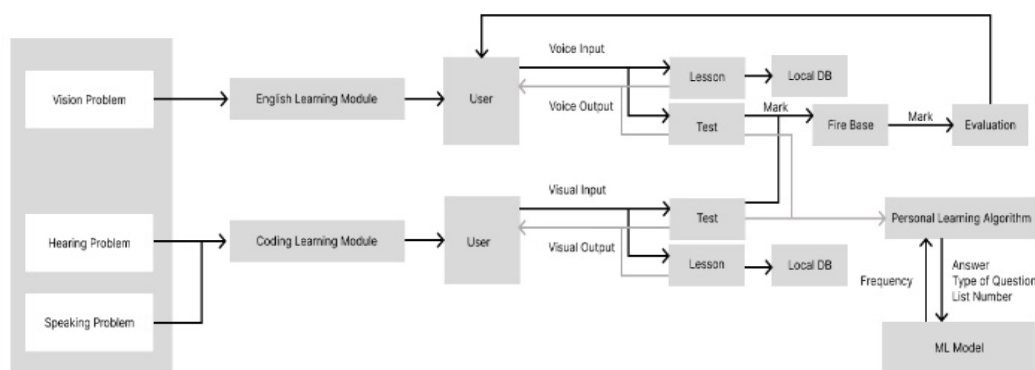 Vision Problem
English Learning Module
User
Voice Input
Voice Output
Lesson
Local DB
Test
Mark
Fire Base
Mark
Evaluation
Hearing Problem
Speaking Problem
Coding Learning Module
User
Visual Input
Visual Output
Test
Lesson
Local DB
Personal Learning Algorithm
Frequency
Answer
Type of Question
List Number
ML Model